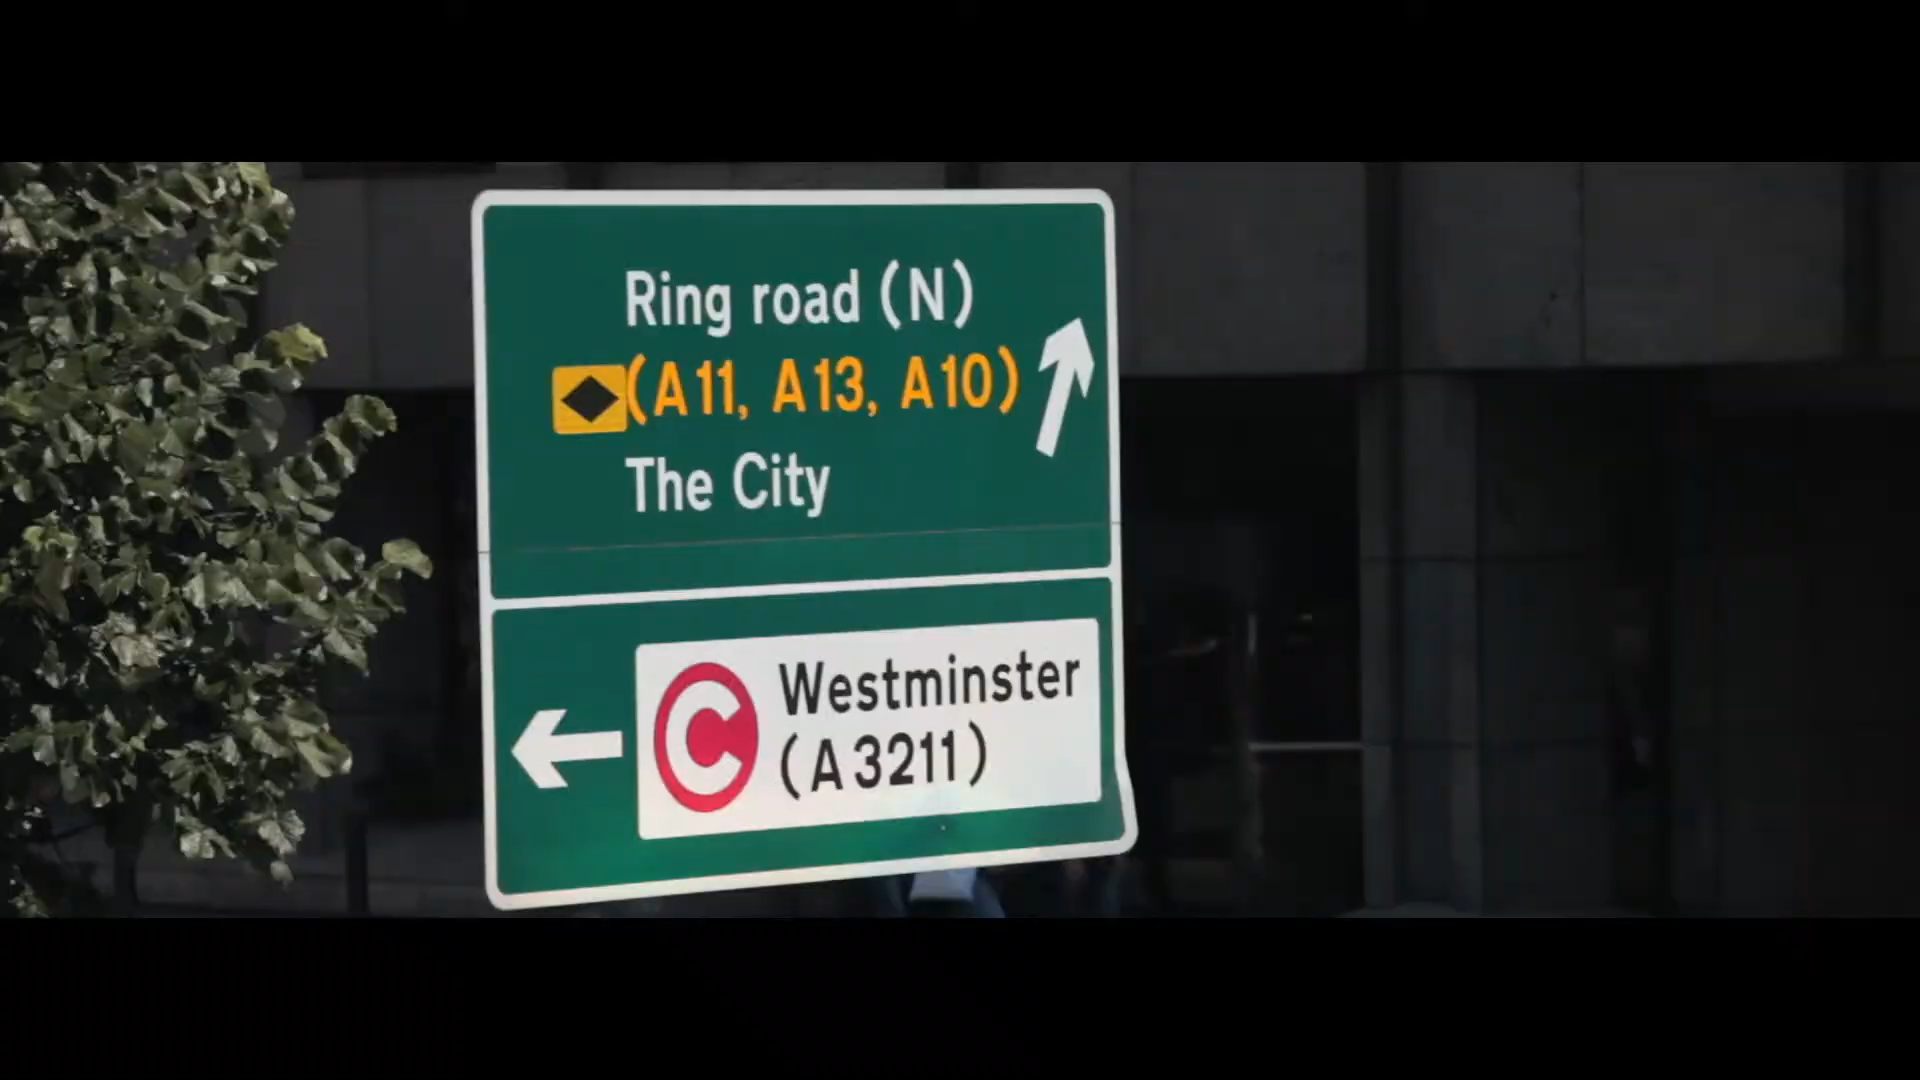 Ring road (N)
(A11, A13, A10)
The City
C Westminster
(A3211)